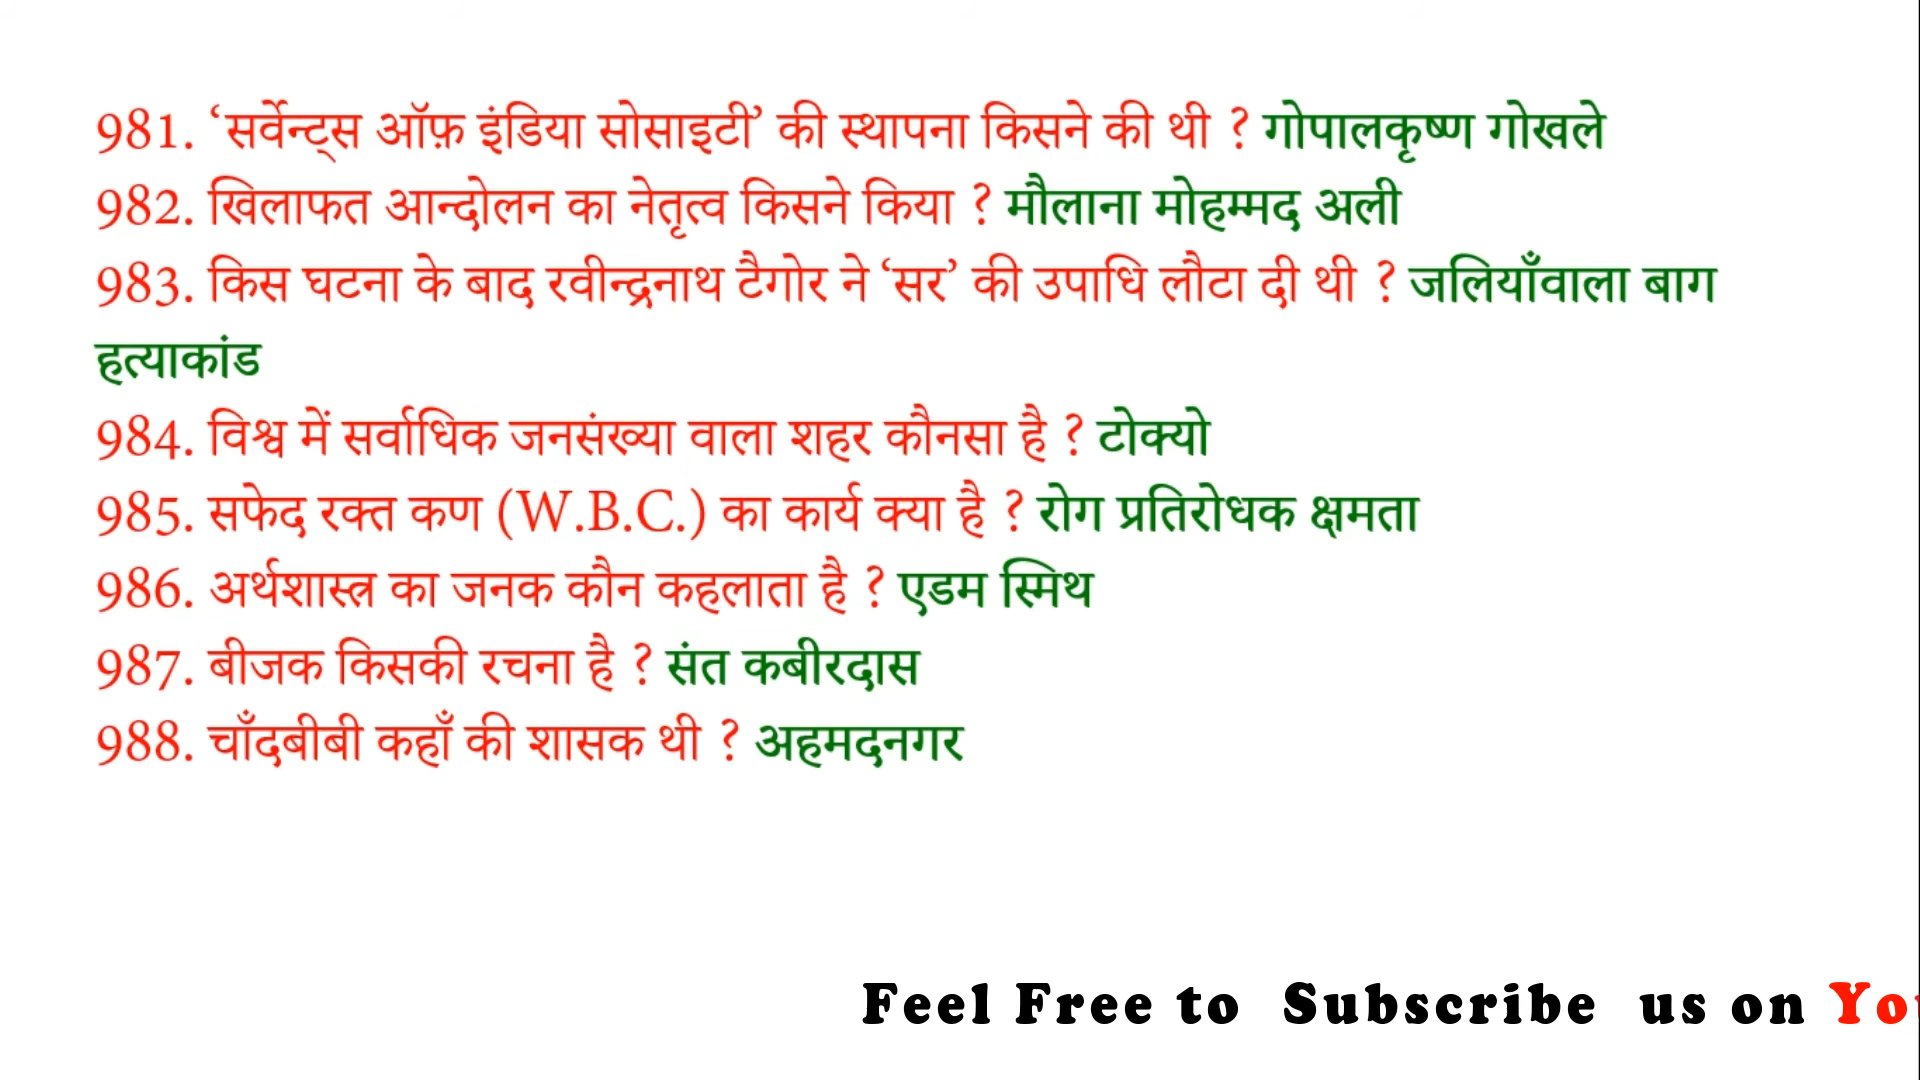 981. ‘सर्वेन्ट्स ऑफ़ इंडिया सोसाइटी’ की स्थापना किसने की थी ? गोपालकृष्ण गोखले
982. खिलाफत आन्दोलन का नेतृत्व किसने किया ? मौलाना मोहम्मद अली
983. किस घटना के बाद रवीन्द्रनाथ टैगोर ने ‘सर’ की उपाधि लौटा दी थी ? जलियाँवाला बाग
हत्याकांड
984. विश्व में सर्वाधिक जनसंख्या वाला शहर कौनसा है ? टोक्यो
985. सफेद रक्त कण (W.B.C.) का कार्य क्या है ? रोग प्रतिरोधक क्षमता
986. अर्थशास्त्र का जनक कौन कहलाता है ? एडम स्मिथ
987. बीजक किसकी रचना है ? संत कबीरदास
988. चाँदबीबी कहाँ की शासक थी ? अहमदनगर
Feel Free to Subscribe us on